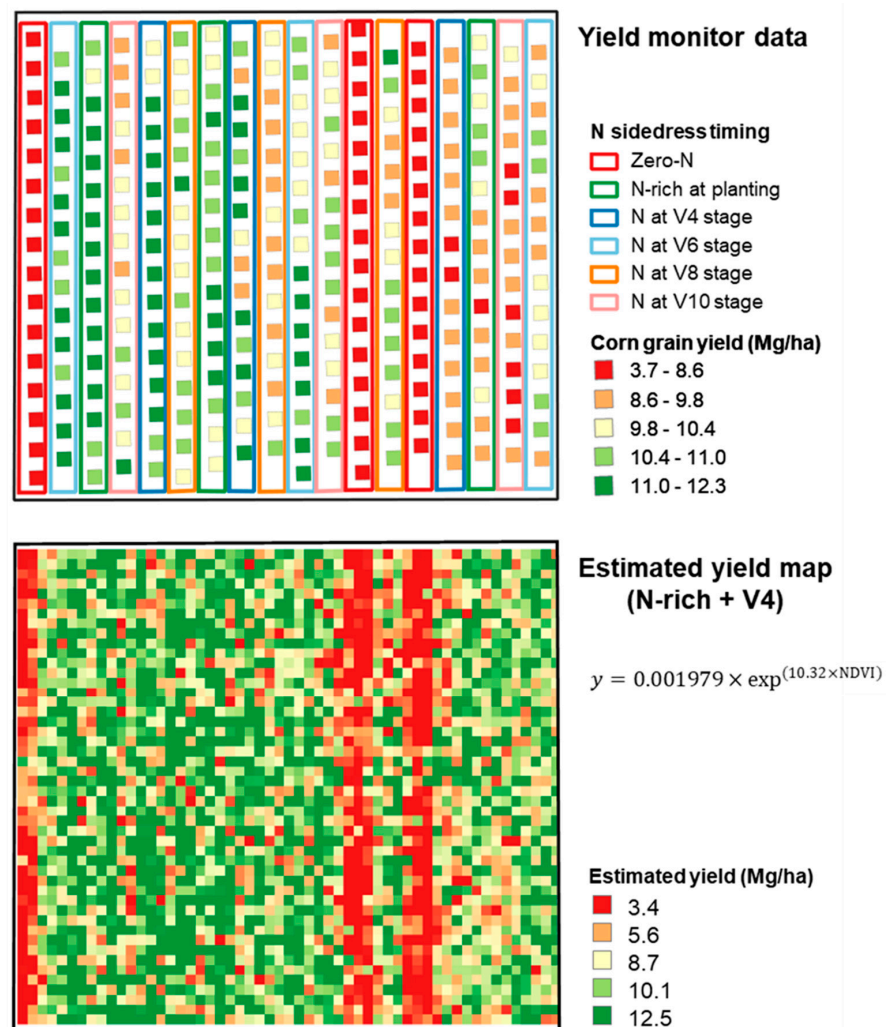 Yield monitor data
N sidedress timing
Zero-N
N-rich at planting
N at V4 stage
N at V6 stage
N at V8 stage
N at V10 stage
Corn grain yield (Mg/ha)
3.7 - 8.6
8.6 - 9.8
9.8 - 10.4
10.4 - 11.0
11.0 - 12.3
Estimated yield map
(N-rich + V4)
y = 0.001979 × exp^(10.32×NDVI)
Estimated yield (Mg/ha)
3.4
5.6
8.7
10.1
12.5